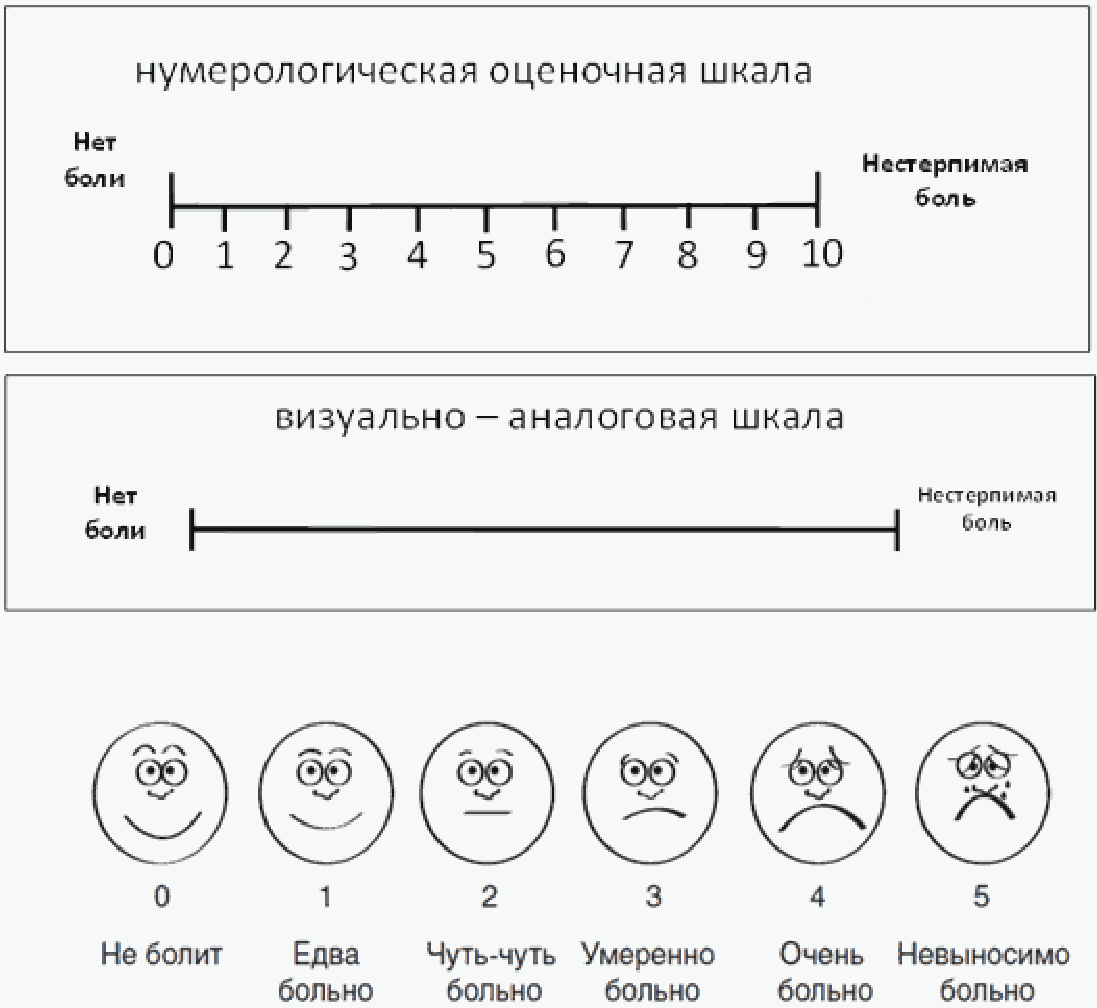 нумерологическая оценочная шкала
Нет
боли
Нестерпимая
боль
0 1 2 3 4 5 6 7 8 9 10
визуально – аналоговая шкала
Нет
боли
Нестерпимая
боль
0 1 2 3 4 5
Не болит Едва Чуть-чуть Умеренно Очень Невыносимо
больно больно больно больно больно